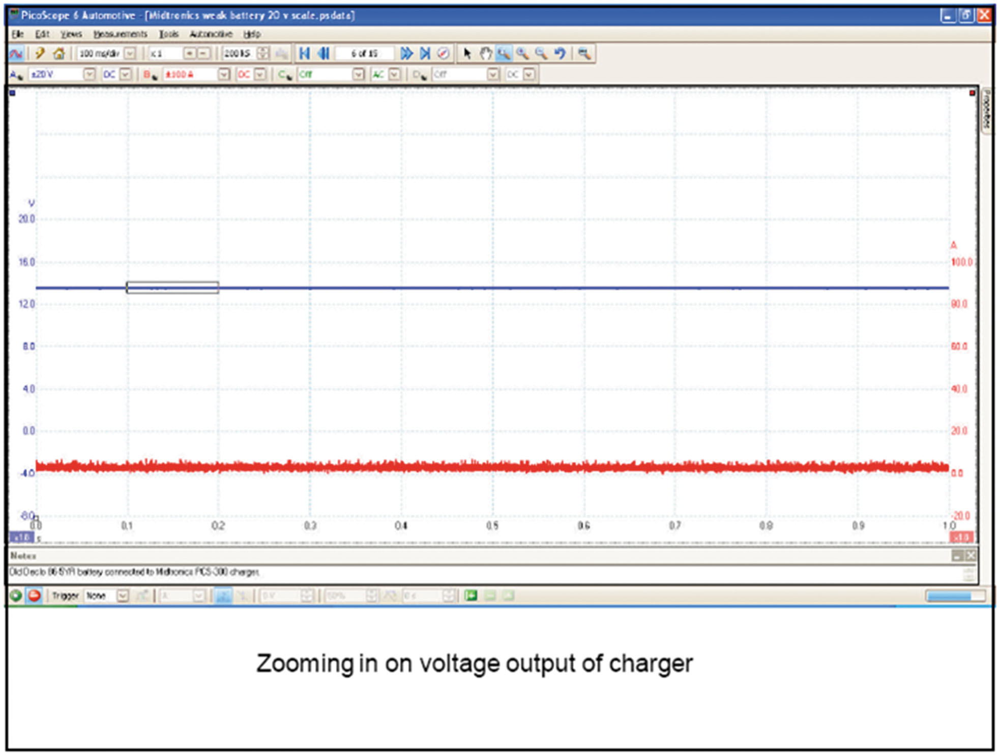 PicoScope 6 Automotive - [Midtronics weak battery 20 v scale.psdata]
File Edit Views Measurements Tools Automotive Help
100 ms/div x 1 200 kS 6 of 15
A ±20 V DC B ±100 A DC C Off AC D Off DC
Properties
V
20.0
A
16.0 100.0
12.0 80.0
8.0 60.0
4.0 40.0
0.0 20.0
-4.0 0.0
-8.0 -20.0
0.0 0.1 0.2 0.3 0.4 0.5 0.6 0.7 0.8 0.9 1.0
x1.0 s x1.0
Notes
Old 86-5YR battery connected to Midtronics PCS-300 charger.
Trigger None A 0 V 50% 0 s
Zooming in on voltage output of charger